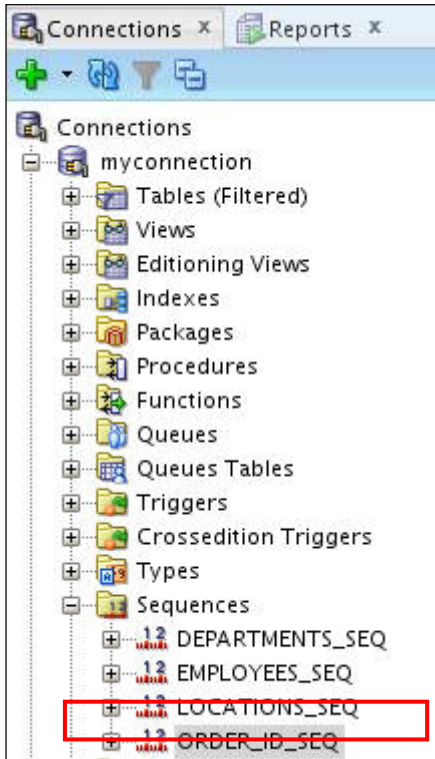 Connections x Reports x
Connections
myconnection
Tables (Filtered)
Views
Editioning Views
Indexes
Packages
Procedures
Functions
Queues
Queues Tables
Triggers
Crossedition Triggers
Types
Sequences
DEPARTMENTS_SEQ
EMPLOYEES_SEQ
LOCATIONS_SEQ
ORDER_ID_SEQ